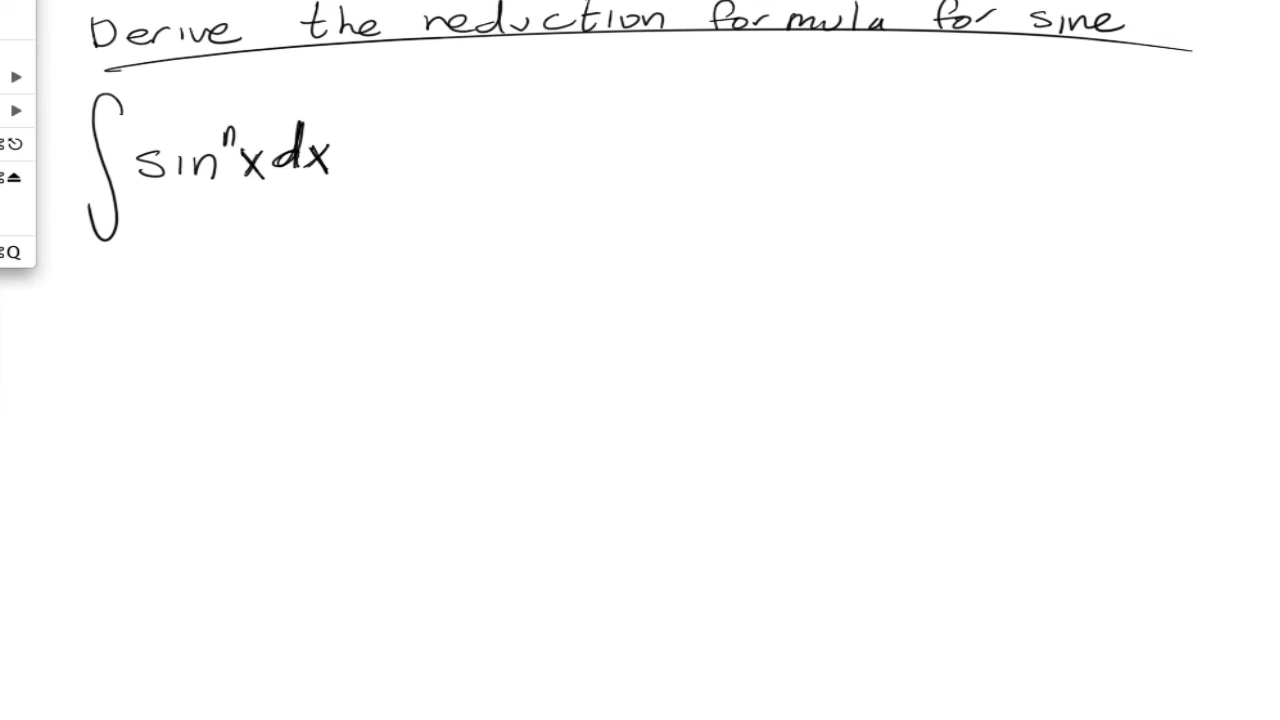 Derive the reduction formula for sine
∫ sinⁿx dx
⌘Q